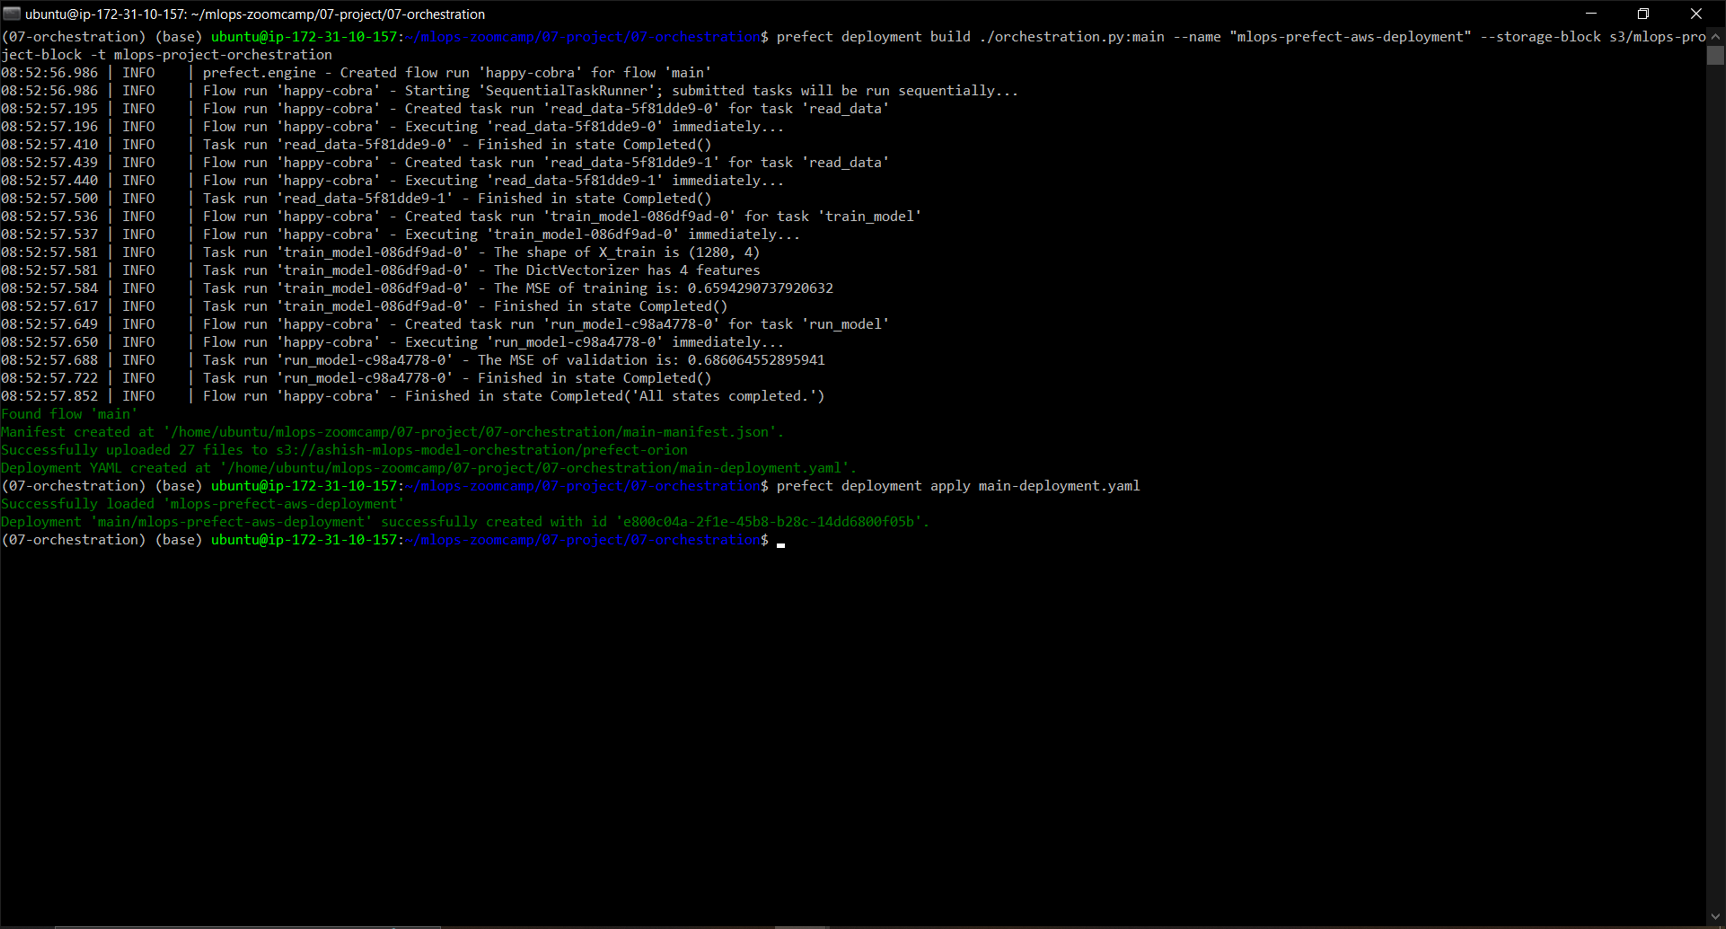 ubuntu@ip-172-31-10-157: ~/mlops-zoomcamp/07-project/07-orchestration
(07-orchestration) (base) ubuntu@ip-172-31-10-157:~/mlops-zoomcamp/07-project/07-orchestration$ prefect deployment build ./orchestration.py:main --name "mlops-prefect-aws-deployment" --storage-block s3/mlops-pro
ject-block -t mlops-project-orchestration
08:52:56.986 | INFO    | prefect.engine - Created flow run 'happy-cobra' for flow 'main'
08:52:56.986 | INFO    | Flow run 'happy-cobra' - Starting 'SequentialTaskRunner'; submitted tasks will be run sequentially...
08:52:57.195 | INFO    | Flow run 'happy-cobra' - Created task run 'read_data-5f81dde9-0' for task 'read_data'
08:52:57.196 | INFO    | Flow run 'happy-cobra' - Executing 'read_data-5f81dde9-0' immediately...
08:52:57.410 | INFO    | Task run 'read_data-5f81dde9-0' - Finished in state Completed()
08:52:57.439 | INFO    | Flow run 'happy-cobra' - Created task run 'read_data-5f81dde9-1' for task 'read_data'
08:52:57.440 | INFO    | Flow run 'happy-cobra' - Executing 'read_data-5f81dde9-1' immediately...
08:52:57.500 | INFO    | Task run 'read_data-5f81dde9-1' - Finished in state Completed()
08:52:57.536 | INFO    | Flow run 'happy-cobra' - Created task run 'train_model-086df9ad-0' for task 'train_model'
08:52:57.537 | INFO    | Flow run 'happy-cobra' - Executing 'train_model-086df9ad-0' immediately...
08:52:57.581 | INFO    | Task run 'train_model-086df9ad-0' - The shape of X_train is (1280, 4)
08:52:57.581 | INFO    | Task run 'train_model-086df9ad-0' - The DictVectorizer has 4 features
08:52:57.584 | INFO    | Task run 'train_model-086df9ad-0' - The MSE of training is: 0.6594290737920632
08:52:57.617 | INFO    | Task run 'train_model-086df9ad-0' - Finished in state Completed()
08:52:57.649 | INFO    | Flow run 'happy-cobra' - Created task run 'run_model-c98a4778-0' for task 'run_model'
08:52:57.650 | INFO    | Flow run 'happy-cobra' - Executing 'run_model-c98a4778-0' immediately...
08:52:57.688 | INFO    | Task run 'run_model-c98a4778-0' - The MSE of validation is: 0.686064552895941
08:52:57.722 | INFO    | Task run 'run_model-c98a4778-0' - Finished in state Completed()
08:52:57.852 | INFO    | Flow run 'happy-cobra' - Finished in state Completed('All states completed.')
Found flow 'main'
Manifest created at '/home/ubuntu/mlops-zoomcamp/07-project/07-orchestration/main-manifest.json'.
Successfully uploaded 27 files to s3://ashish-mlops-model-orchestration/prefect-orion
Deployment YAML created at '/home/ubuntu/mlops-zoomcamp/07-project/07-orchestration/main-deployment.yaml'.
(07-orchestration) (base) ubuntu@ip-172-31-10-157:~/mlops-zoomcamp/07-project/07-orchestration$ prefect deployment apply main-deployment.yaml
Successfully loaded 'mlops-prefect-aws-deployment'
Deployment 'main/mlops-prefect-aws-deployment' successfully created with id 'e800c04a-2f1e-45b8-b28c-14dd6800f05b'.
(07-orchestration) (base) ubuntu@ip-172-31-10-157:~/mlops-zoomcamp/07-project/07-orchestration$